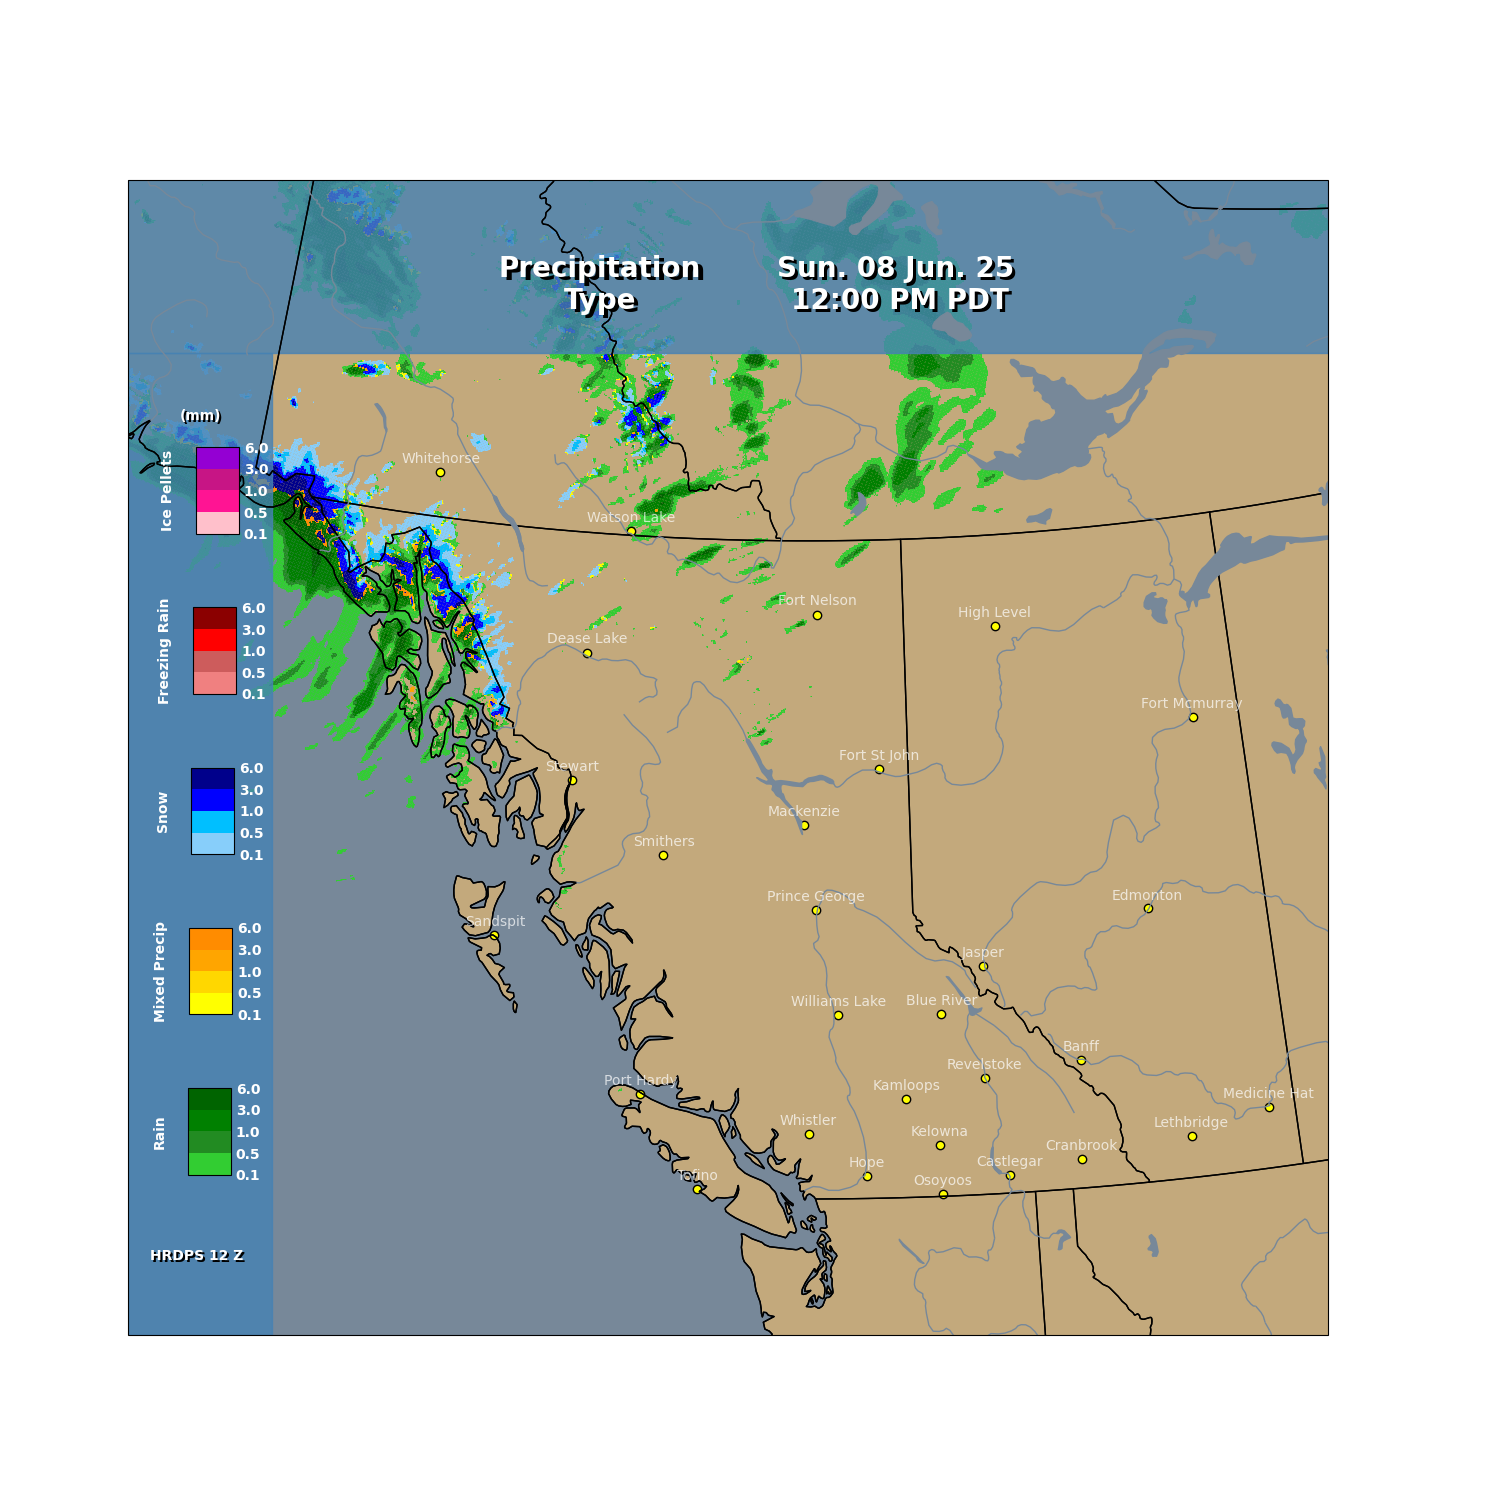 Precipitation
Type
Sun. 08 Jun. 25
12:00 PM PDT
(mm)
Ice Pellets
6.0
3.0
1.0
0.5
0.1
Freezing Rain
6.0
3.0
1.0
0.5
0.1
Snow
6.0
3.0
1.0
0.5
0.1
Mixed Precip
6.0
3.0
1.0
0.5
0.1
Rain
6.0
3.0
1.0
0.5
0.1
HRDPS 12 Z
Whitehorse
Watson Lake
Fort Nelson
High Level
Dease Lake
Fort Mcmurray
Fort St John
Stewart
Mackenzie
Smithers
Prince George
Edmonton
Sandspit
Jasper
Williams Lake
Blue River
Banff
Revelstoke
Port Hardy
Kamloops
Medicine Hat
Whistler
Lethbridge
Kelowna
Cranbrook
Hope
Castlegar
Tofino
Osoyoos